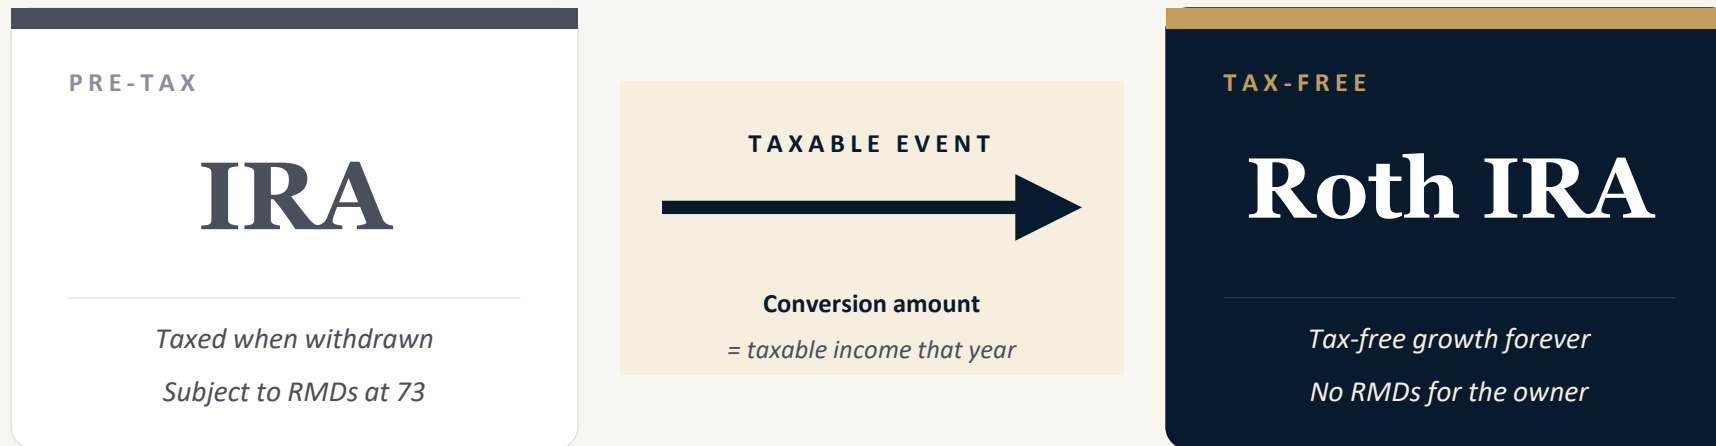 PRE-TAX
IRA
Taxed when withdrawn
Subject to RMDs at 73
TAXABLE EVENT
Conversion amount
= taxable income that year
TAX-FREE
Roth IRA
Tax-free growth forever
No RMDs for the owner